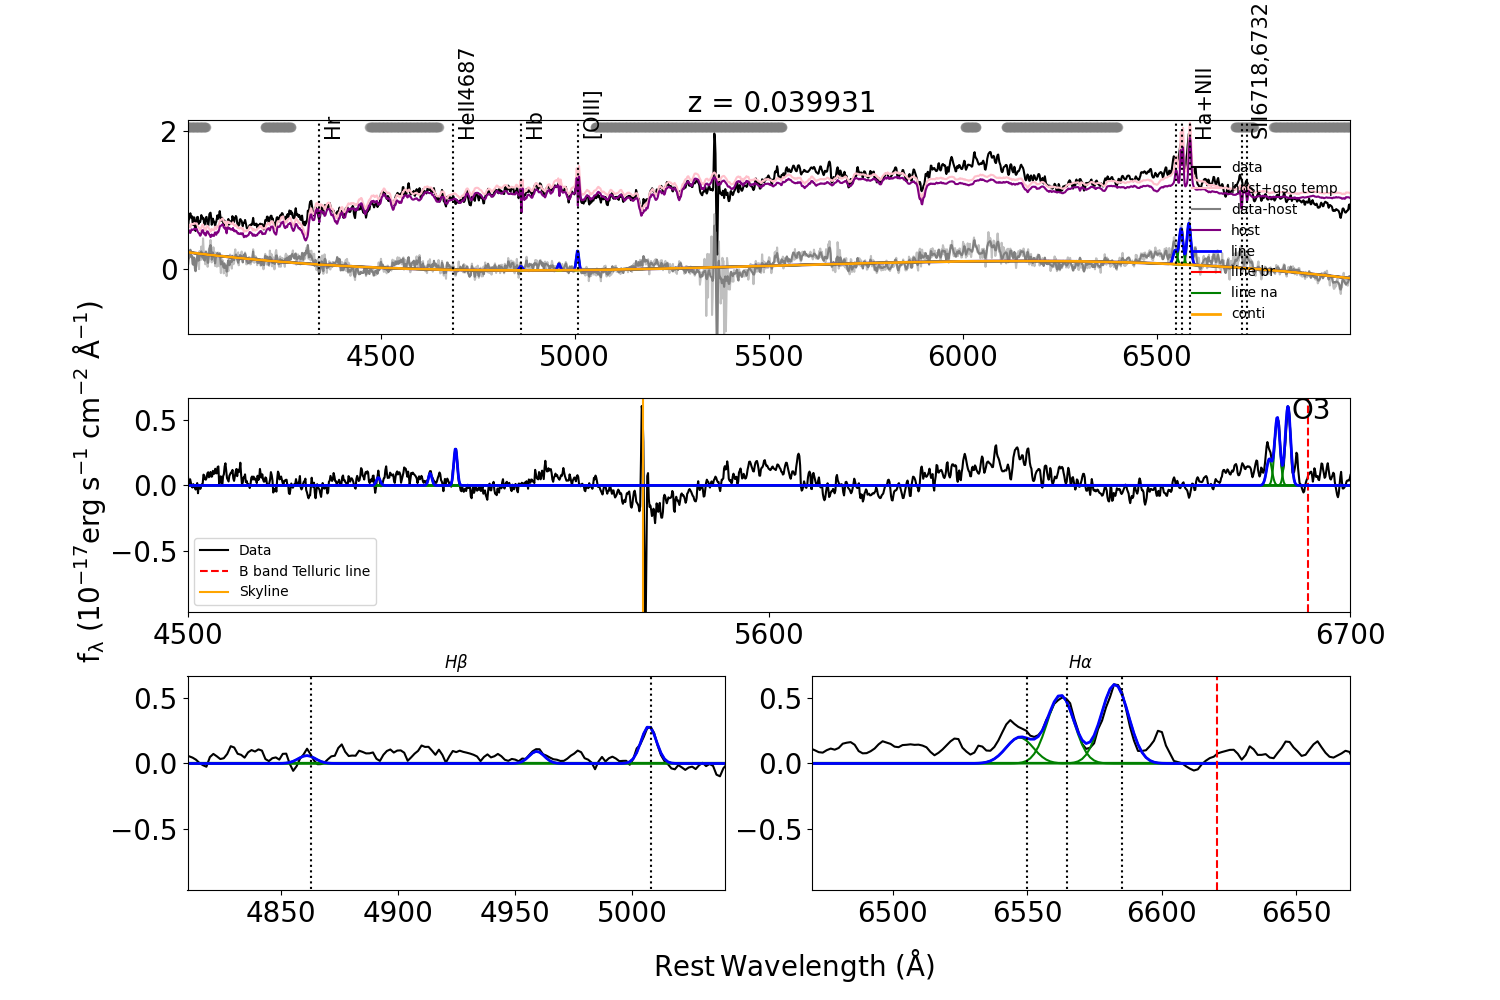 z = 0.039931
Hr
HeII4687
Hb
[OIII]
Ha+NII
SII6718,6732
2
0
data
host+qso temp
data-host
host
line
line br
line na
conti
4500 5000 5500 6000 6500
fλ (10⁻¹⁷erg s⁻¹ cm⁻² Å⁻¹)
0.5
0.0
−0.5
O3
Data
B band Telluric line
Skyline
4500 5600 6700
Hβ
0.5
0.0
−0.5
4850 4900 4950 5000
Hα
0.5
0.0
−0.5
6500 6550 6600 6650
Rest Wavelength (Å)